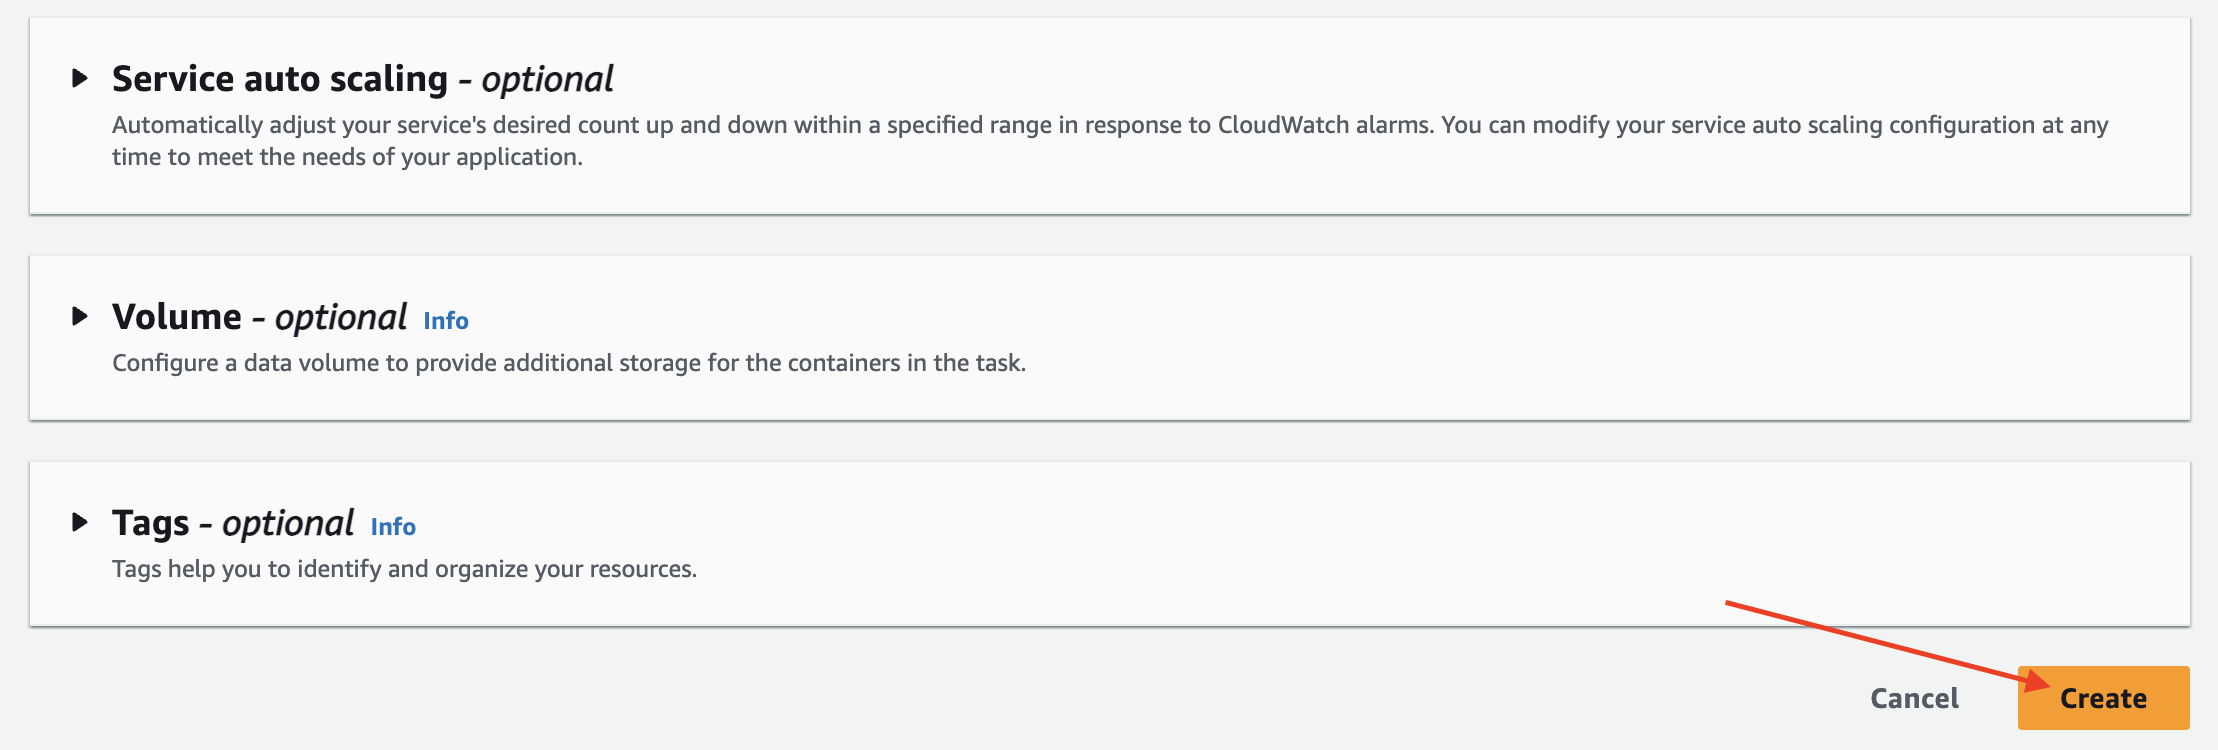 Service auto scaling - optional
Automatically adjust your service's desired count up and down within a specified range in response to CloudWatch alarms. You can modify your service auto scaling configuration at any
time to meet the needs of your application.
Volume - optional Info
Configure a data volume to provide additional storage for the containers in the task.
Tags - optional Info
Tags help you to identify and organize your resources.
Cancel Create